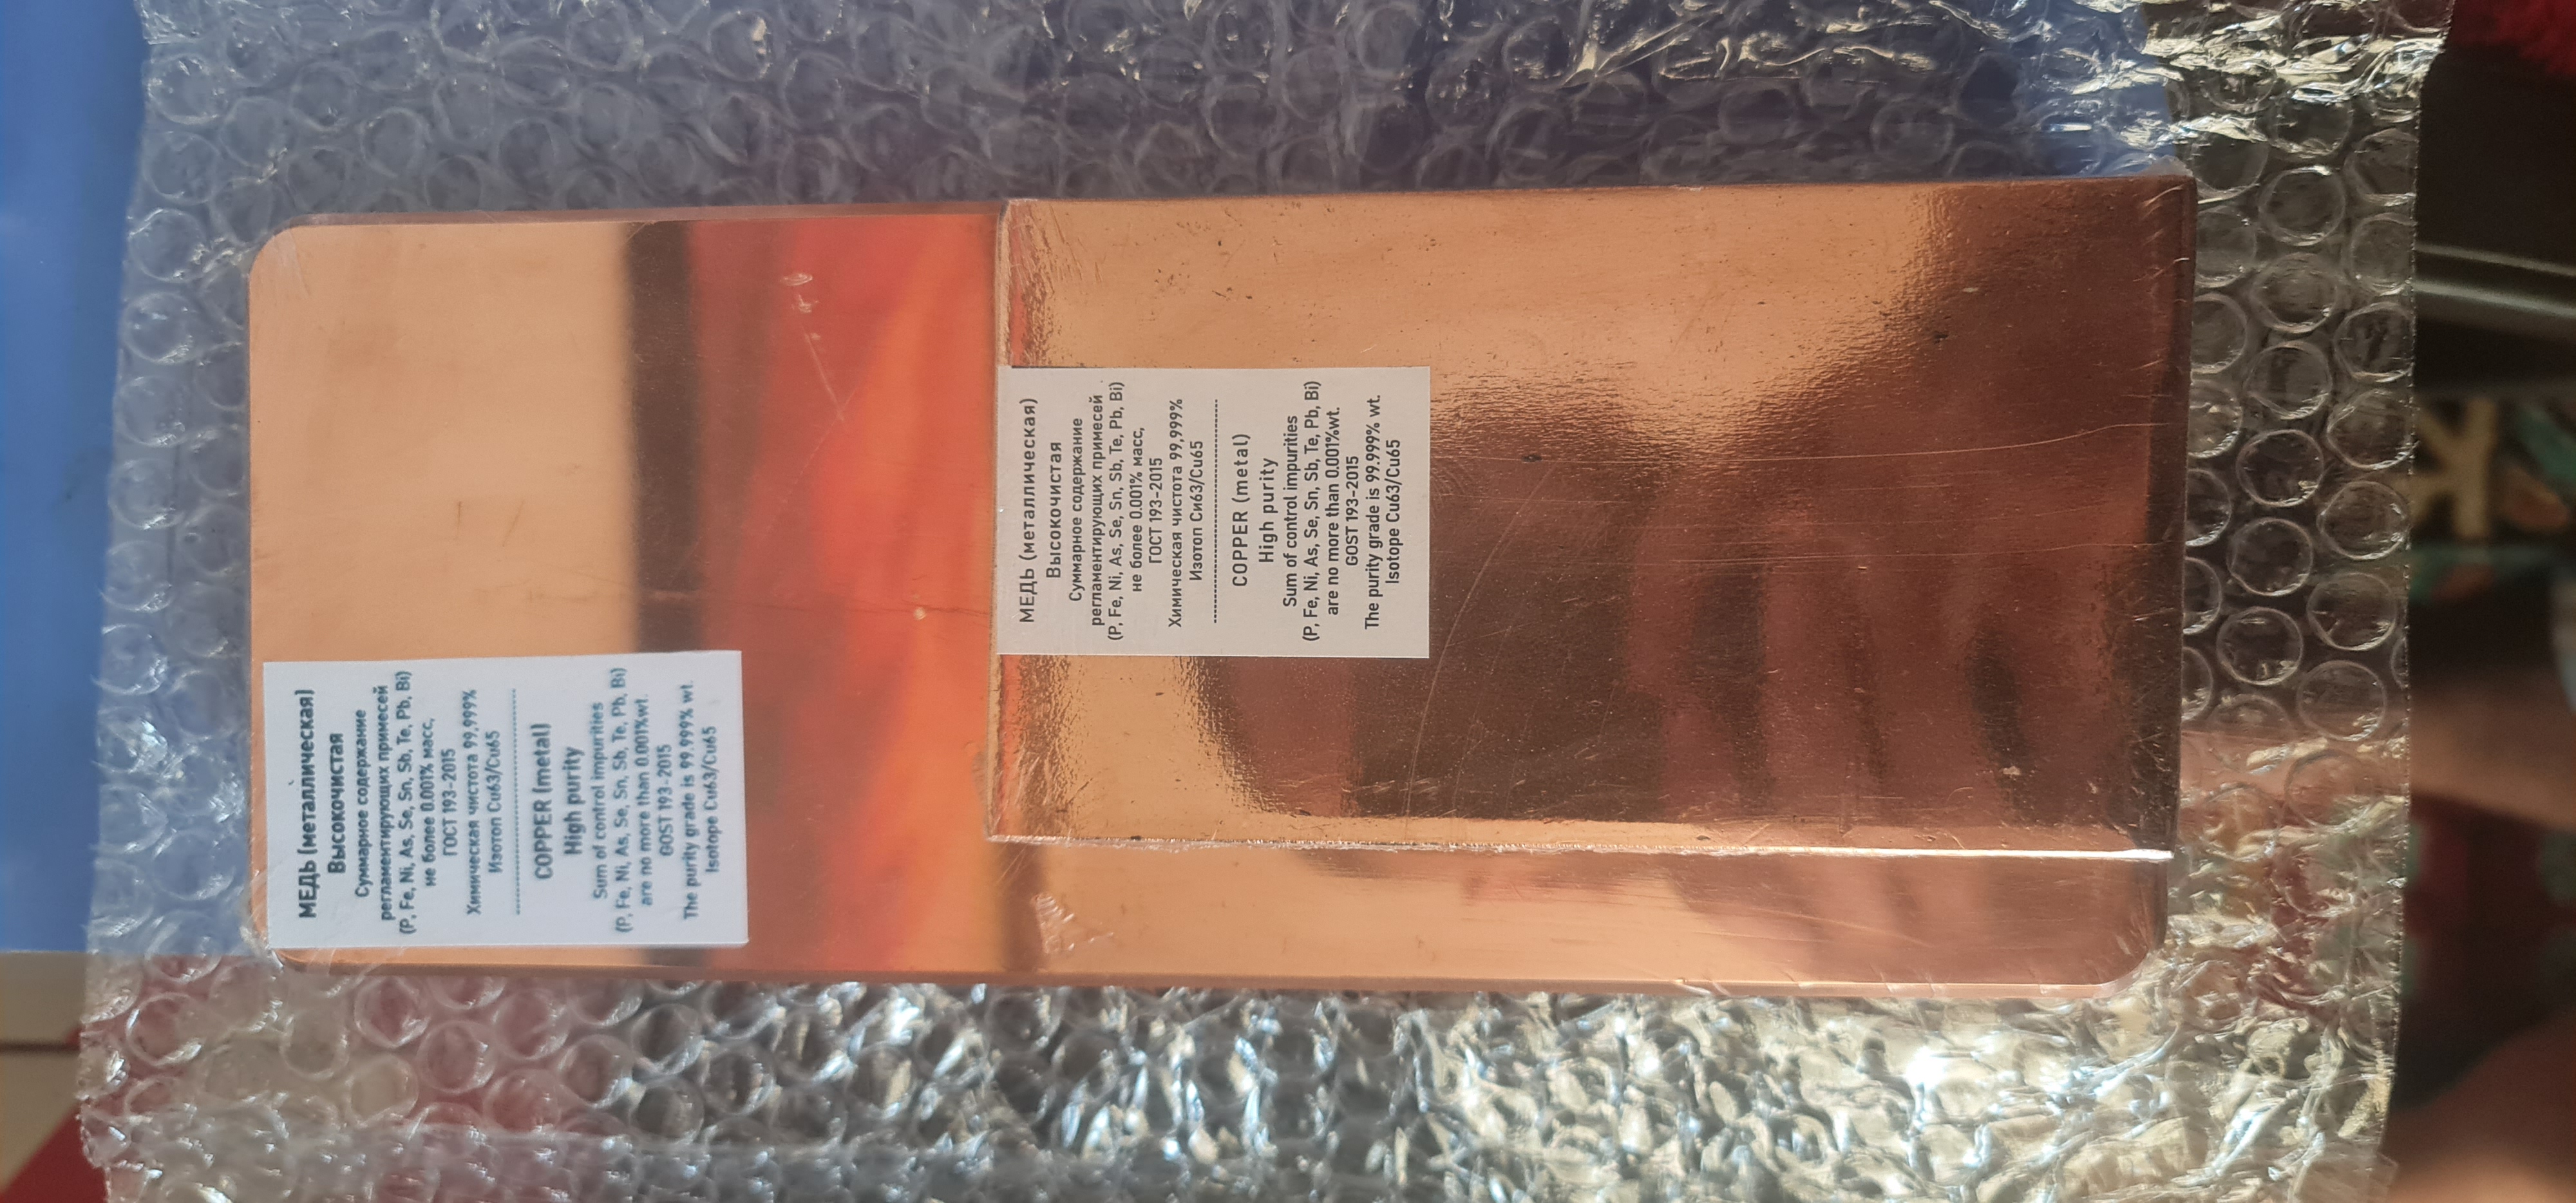 МЕДЬ (металлическая)
Высокочистая
Суммарное содержание
регламентирующих примесей
(P, Fe, Ni, As, Se, Sn, Sb, Te, Pb, Bi)
не более 0.001% масс,
ГОСТ 193-2015
Химическая чистота 99,999%
Изотоп Cu63/Cu65
COPPER (metal)
High purity
Sum of control impurities
(P, Fe, Ni, As, Se, Sn, Sb, Te, Pb, Bi)
are no more than 0.001%wt.
GOST 193-2015
The purity grade is 99.999% wt.
Isotope Cu63/Cu65
МЕДЬ (металлическая)
Высокочистая
Суммарное содержание
регламентирующих примесей
(P, Fe, Ni, As, Se, Sn, Sb, Te, Pb, Bi)
не более 0.001% масс,
ГОСТ 193-2015
Химическая чистота 99,999%
Изотоп Си63/Cu65
COPPER (metal)
High purity
Sum of control impurities
(P, Fe, Ni, As, Se, Sn, Sb, Te, Pb, Bi)
are no more than 0.001%wt.
GOST 193-2015
The purity grade is 99.999% wt.
Isotope Cu63/Cu65